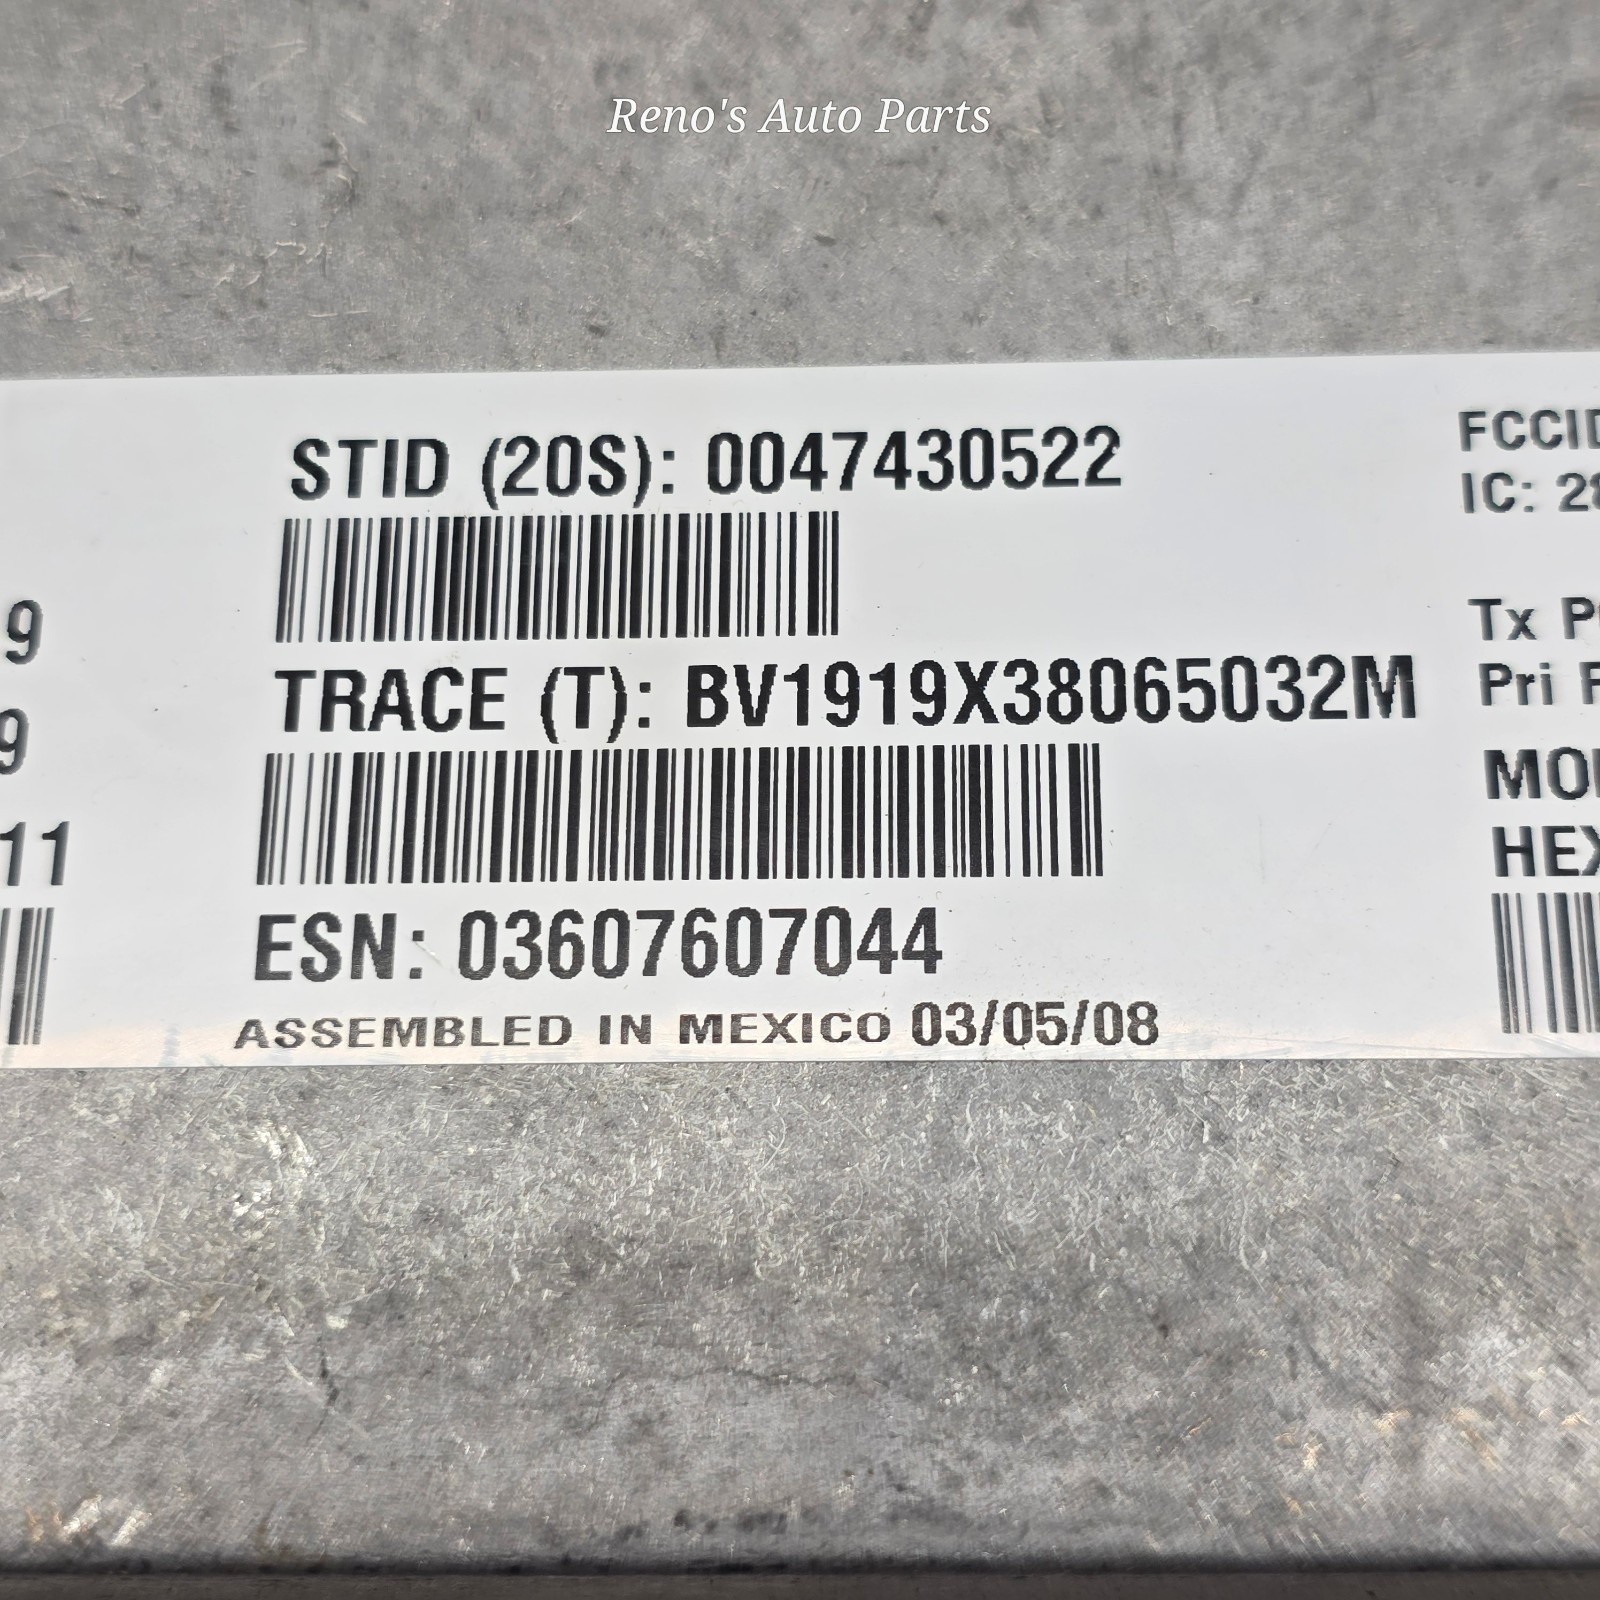 Reno's Auto Parts
STID (20S): 0047430522
TRACE (T): BV1919X38065032M
ESN: 03607607044
ASSEMBLED IN MEXICO 03/05/08
9
9
11
FCCID
IC: 28
Tx P
Pri F
MO
HEX